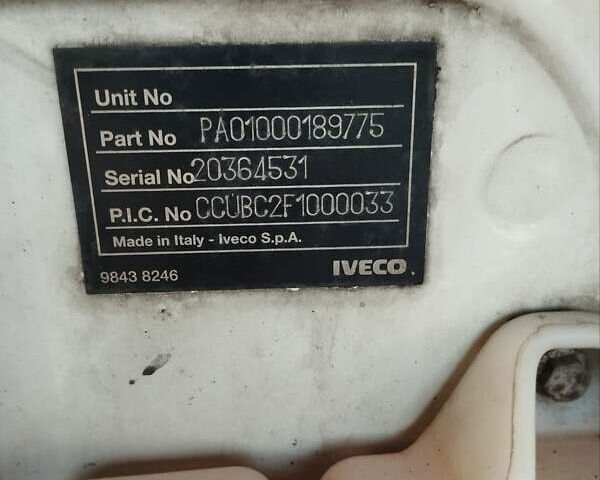 Unit No
Part No PA01000189775
Serial No 20364531
P.I.C. No CCUBC2F1000033
Made in Italy - Iveco S.p.A.
9843 8246 IVECO